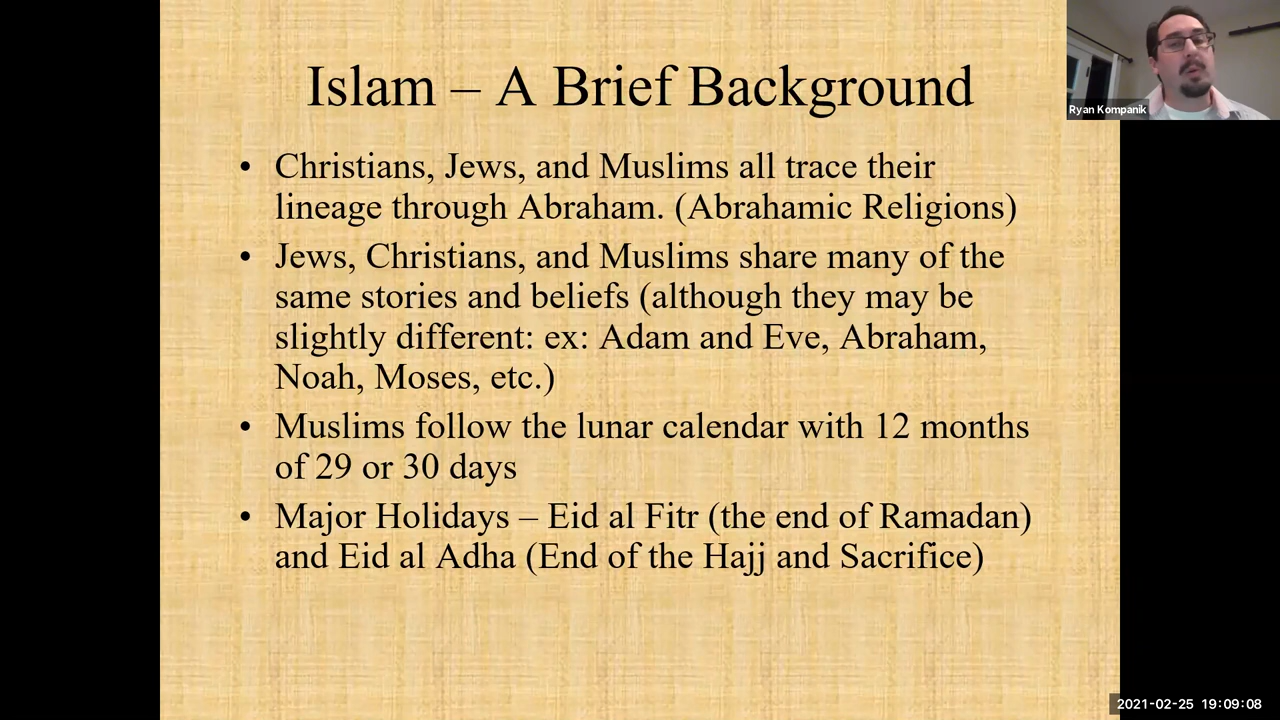 Islam – A Brief Background
Ryan Kompanik
• Christians, Jews, and Muslims all trace their
lineage through Abraham. (Abrahamic Religions)
• Jews, Christians, and Muslims share many of the
same stories and beliefs (although they may be
slightly different: ex: Adam and Eve, Abraham,
Noah, Moses, etc.)
• Muslims follow the lunar calendar with 12 months
of 29 or 30 days
• Major Holidays – Eid al Fitr (the end of Ramadan)
and Eid al Adha (End of the Hajj and Sacrifice)
2021-02-25 19:09:08